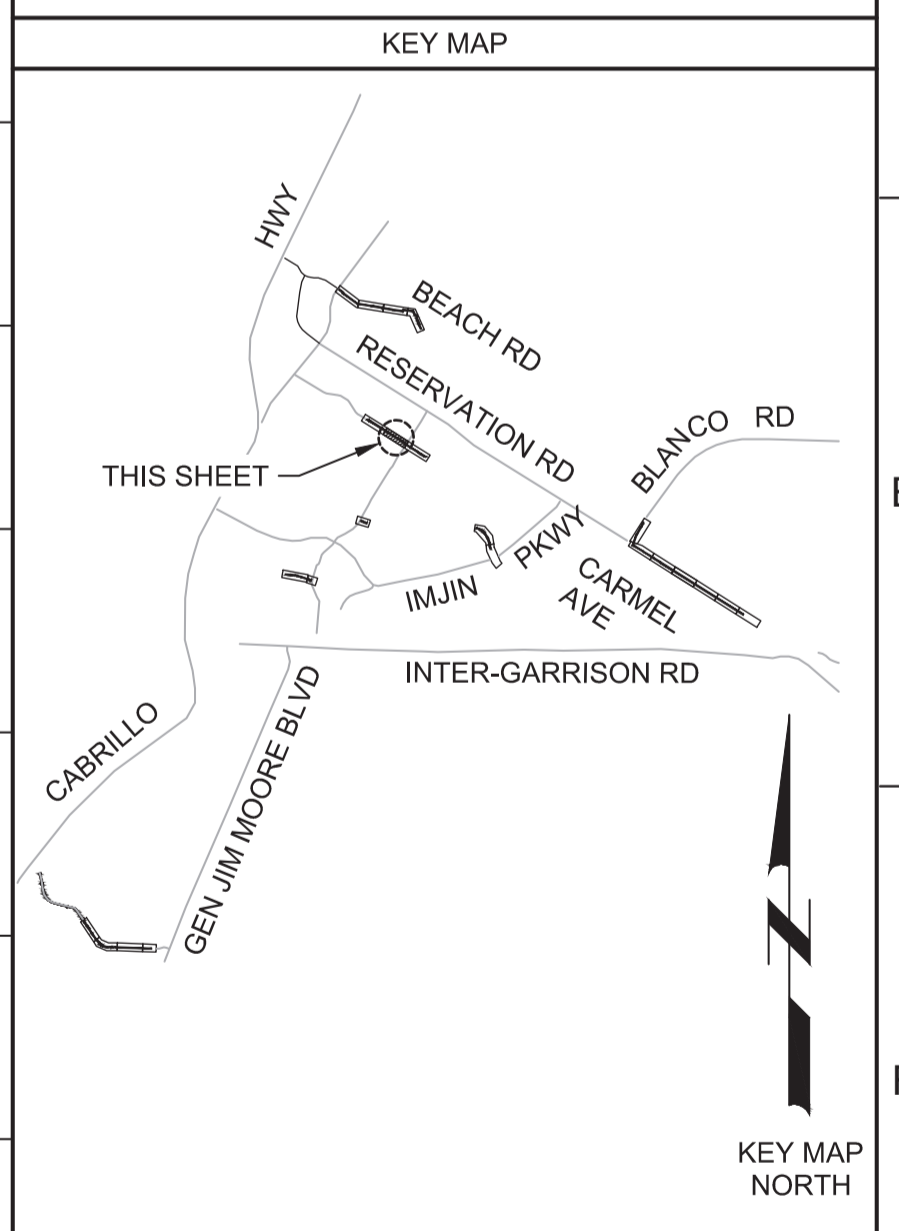 KEY MAP
HWY
BEACH RD
RESERVATION RD
BLANCO RD
THIS SHEET
IMJIN PKWY
CARMEL
AVE
INTER-GARRISON RD
CABRILLO
GEN JIM MOORE BLVD
N
KEY MAP
NORTH